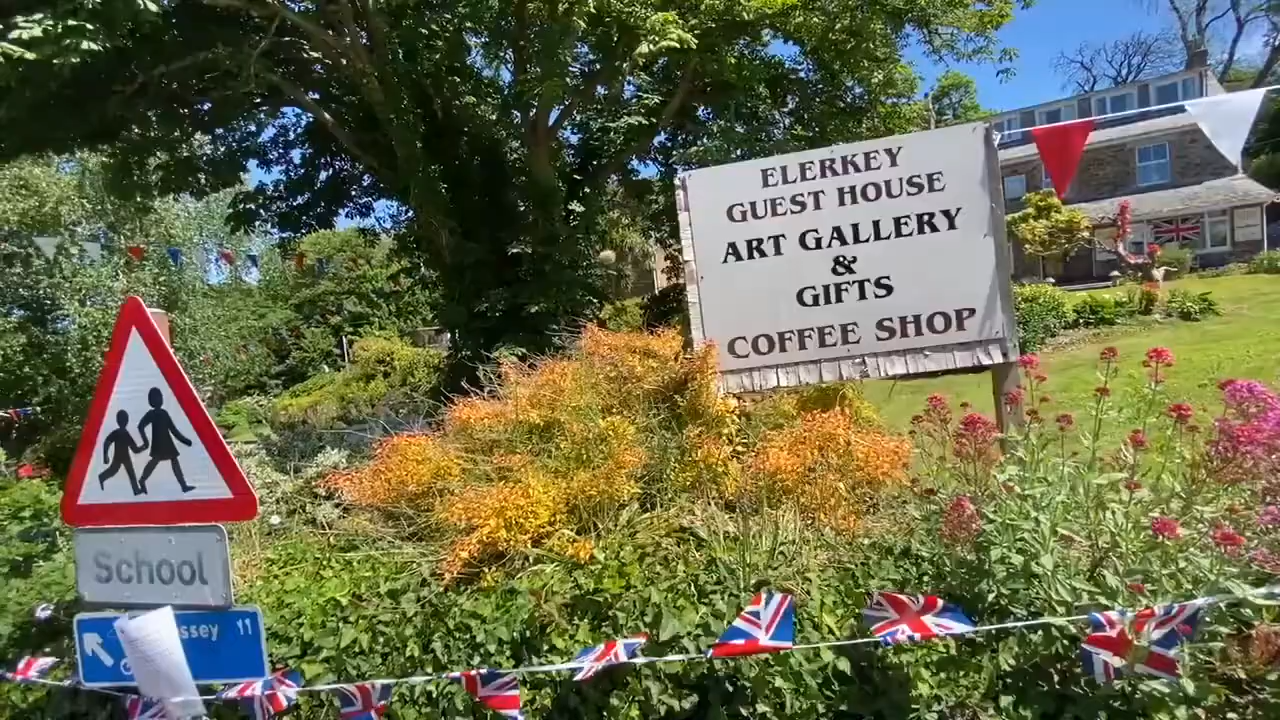 ELERKEY
GUEST HOUSE
ART GALLERY
&
GIFTS
COFFEE SHOP
School
11